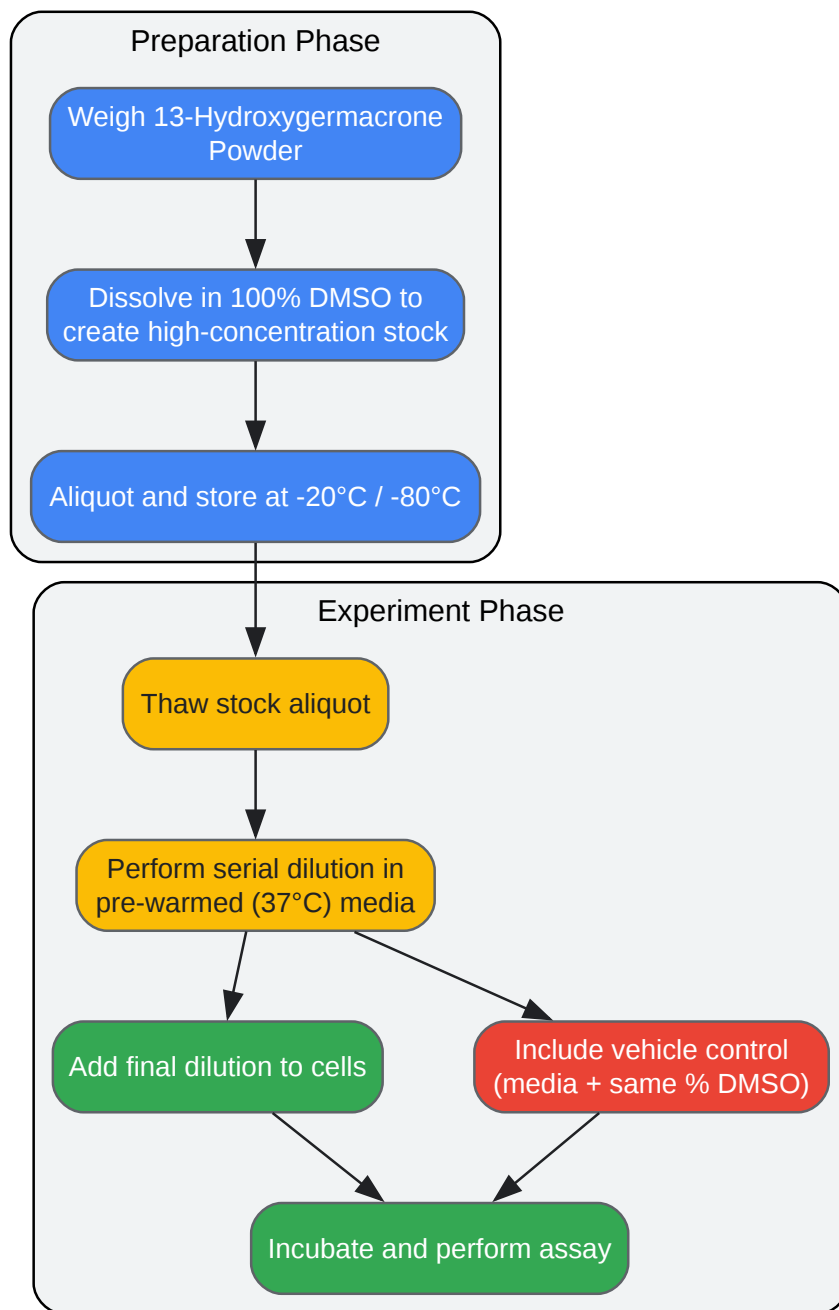 Preparation Phase
Weigh 13-Hydroxygermacrone
Powder
Dissolve in 100% DMSO to
create high-concentration stock
Aliquot and store at -20°C / -80°C
Experiment Phase
Thaw stock aliquot
Perform serial dilution in
pre-warmed (37°C) media
Add final dilution to cells
Include vehicle control
(media + same % DMSO)
Incubate and perform assay